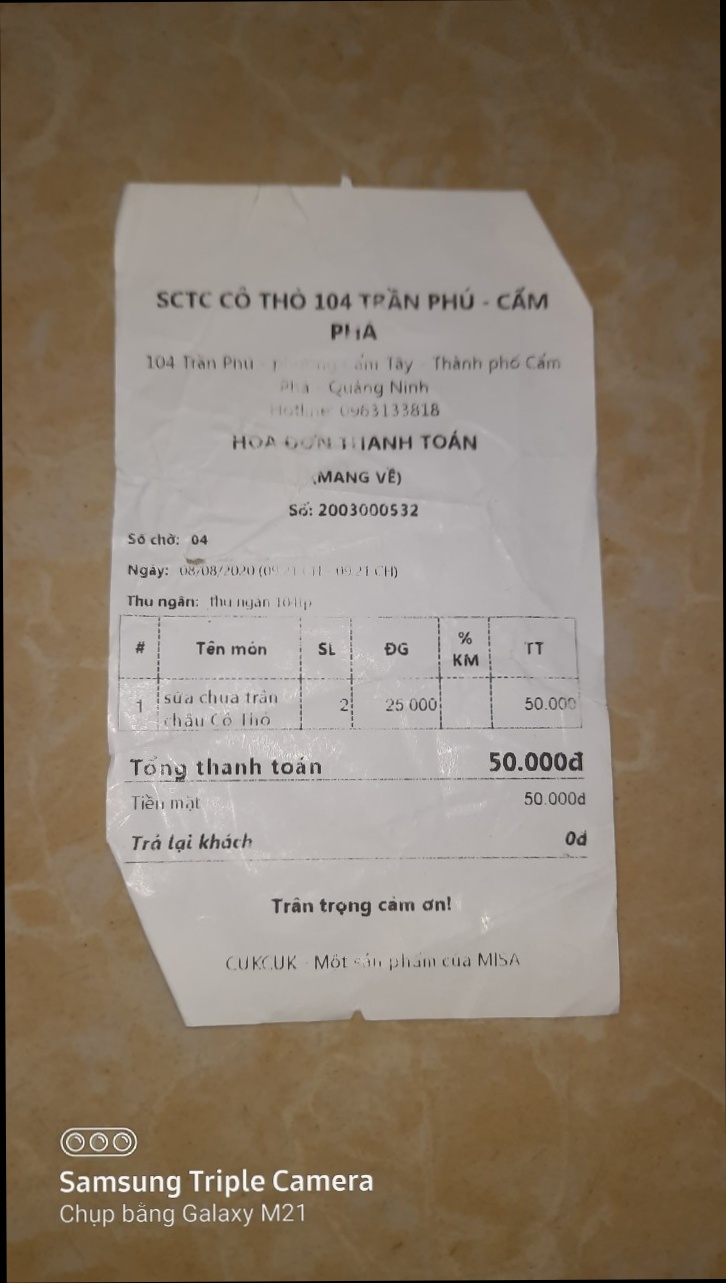 SCTC CÔ THỎ 104 TRẦN PHÚ - CẨM
PHẢ
104 Trần Phú - Cẩm Tây - Thành phố Cẩm
Phả - Quảng Ninh
Hotline: 0963133818
HÓA ĐƠN THANH TOÁN
(MANG VỀ)
Số: 2003000532
Số chờ: 04
Ngày: 08/08/2020 (09:21 CH - 09:21 CH)
Thu ngân: thu ngân
# Tên món SL ĐG % KM TT
1 sữa chua trân 2 25.000 50.000
châu Cô Thỏ
Tổng thanh toán 50.000đ
Tiền mặt 50.000đ
Trả lại khách 0đ
Trân trọng cảm ơn!
CUKCUK - Một sản phẩm của MISA
Samsung Triple Camera
Chụp bằng Galaxy M21